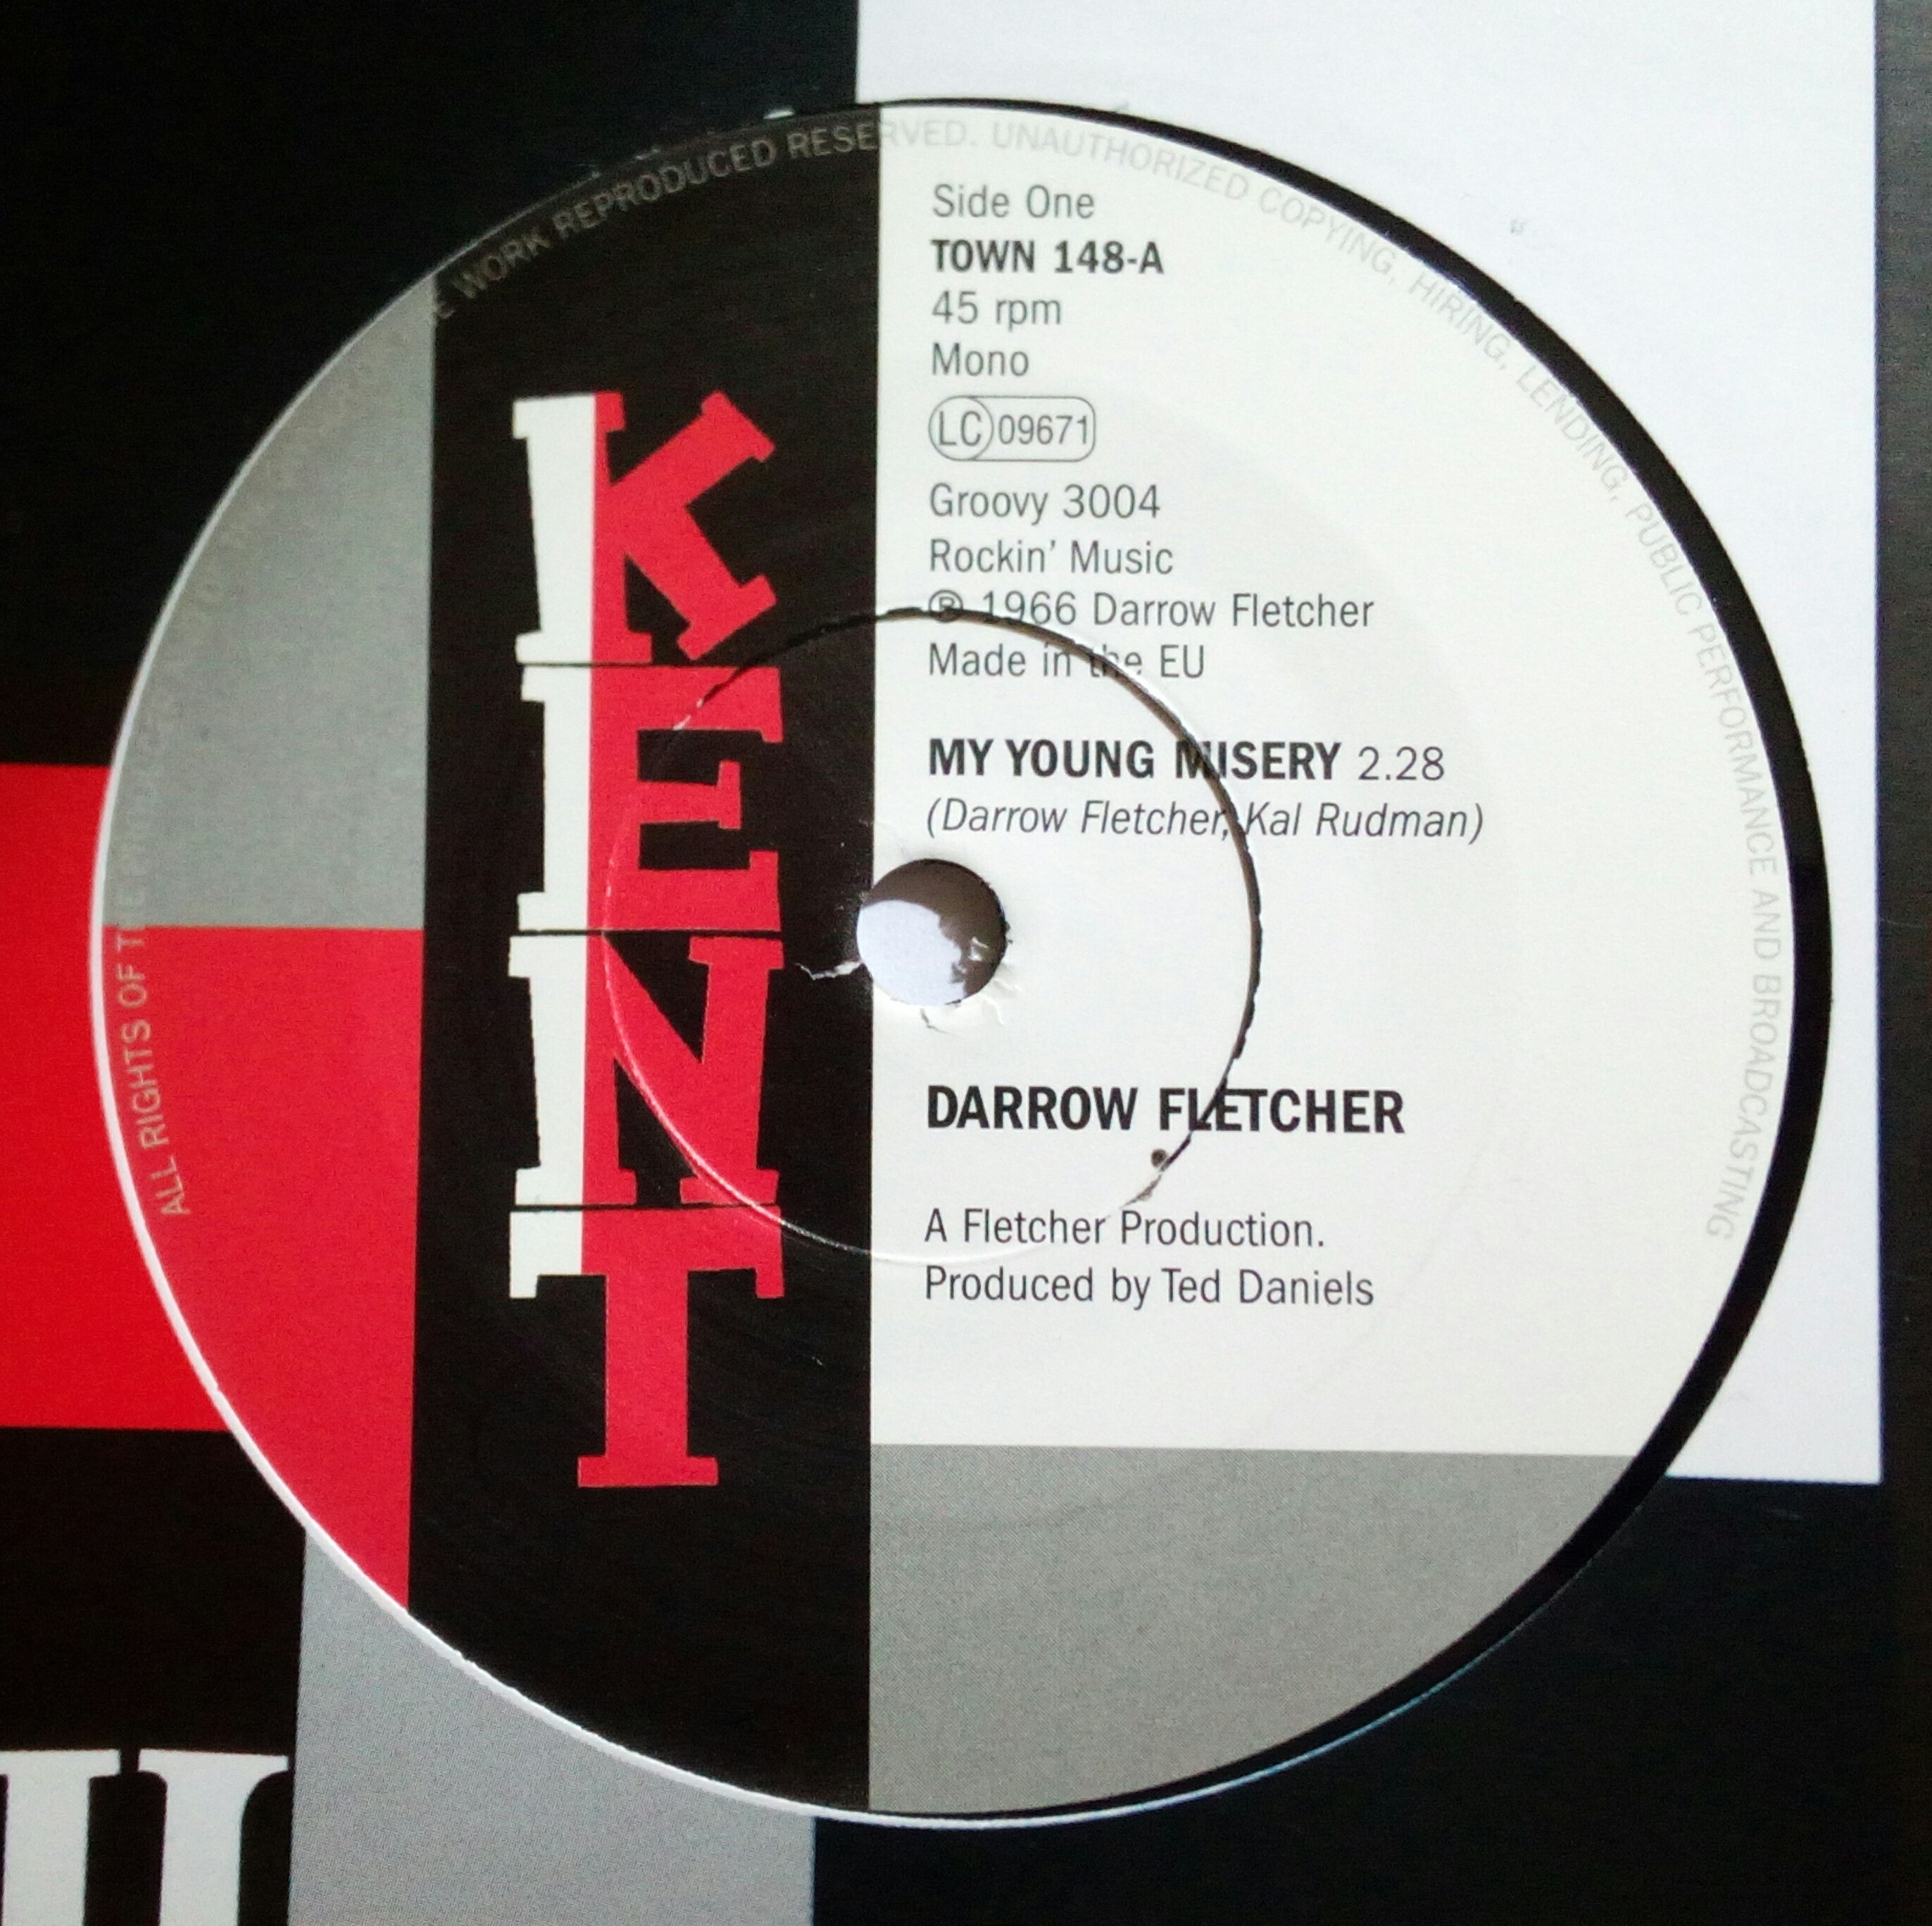 ALL RIGHTS OF THE WORK REPRODUCED RESERVED. UNAUTHORIZED COPYING, HIRING, LENDING, PUBLIC PERFORMANCE AND BROADCASTING
KENT
Side One
TOWN 148-A
45 rpm
Mono
LC 09671
Groovy 3004
Rockin' Music
℗ 1966 Darrow Fletcher
Made in the EU
MY YOUNG MISERY 2.28
(Darrow Fletcher, Kal Rudman)
DARROW FLETCHER
A Fletcher Production.
Produced by Ted Daniels